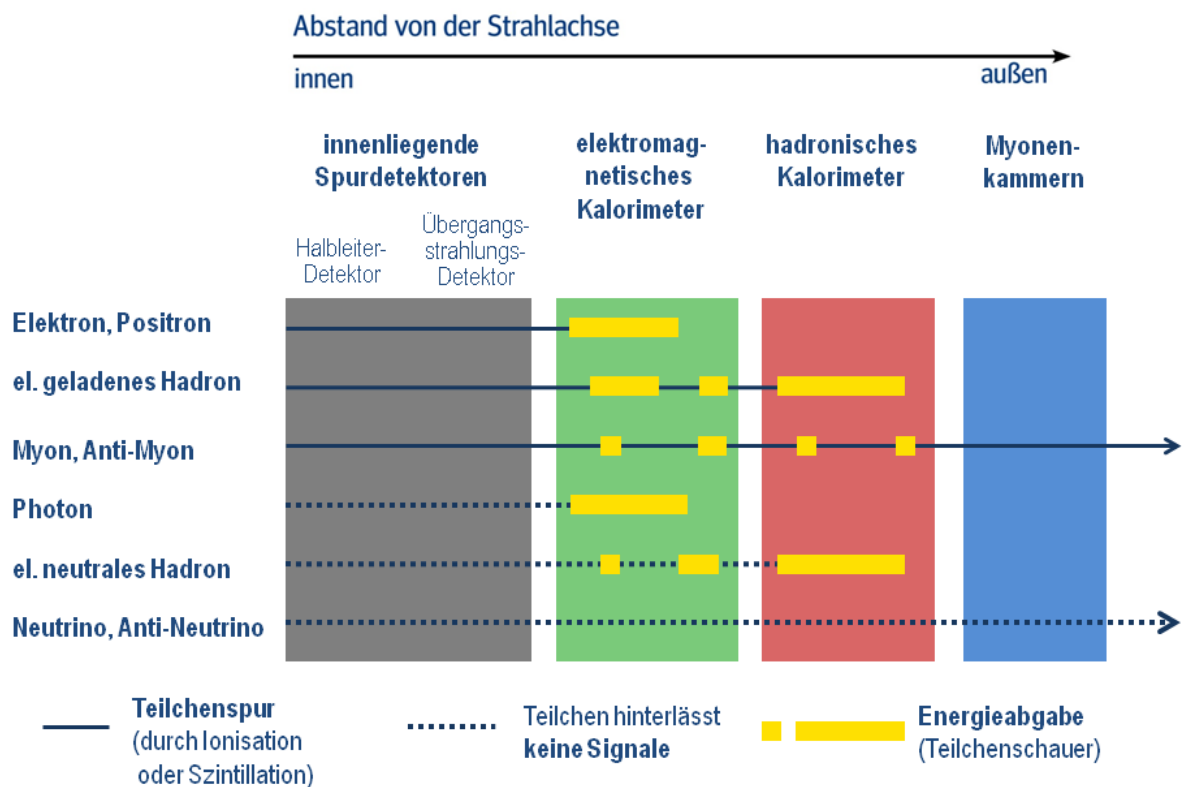 Abstand von der Strahlachse
innen
außen
innenliegende
Spurdetektoren
elektromag-
netisches
Kalorimeter
hadronisches
Kalorimeter
Myonen-
kammern
Halbleiter-
Detektor
Übergangs-
strahlungs-
Detektor
Elektron, Positron
el. geladenes Hadron
Myon, Anti-Myon
Photon
el. neutrales Hadron
Neutrino, Anti-Neutrino
Teilchenspur
(durch Ionisation
oder Szintillation)
Teilchen hinterlässt
keine Signale
Energieabgabe
(Teilchenschauer)